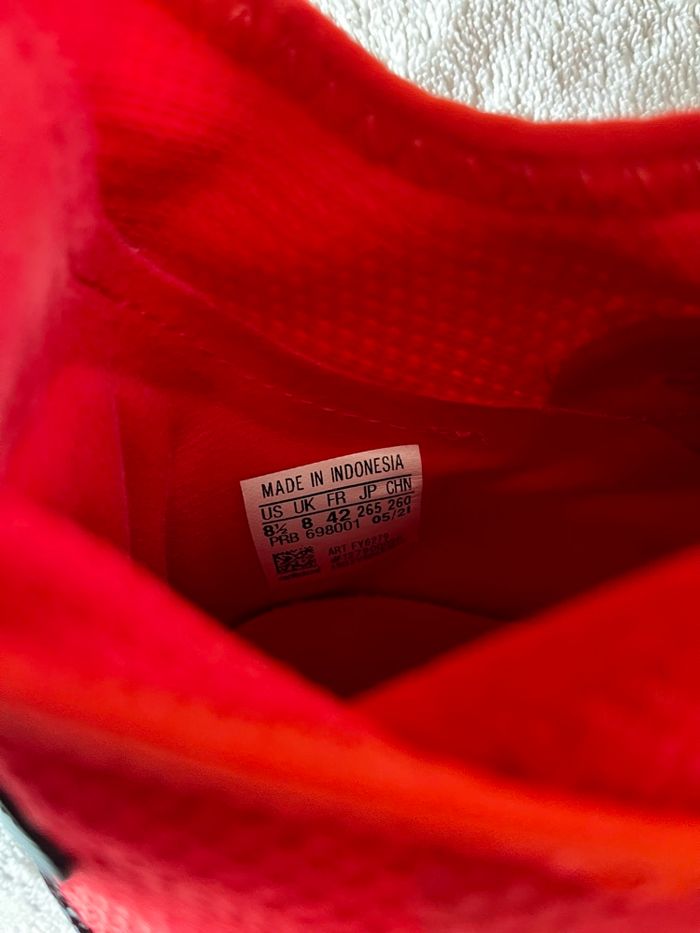 MADE IN INDONESIA
US UK FR JP CHN
8½ 8 42 265 260
PRB 698001 05/21